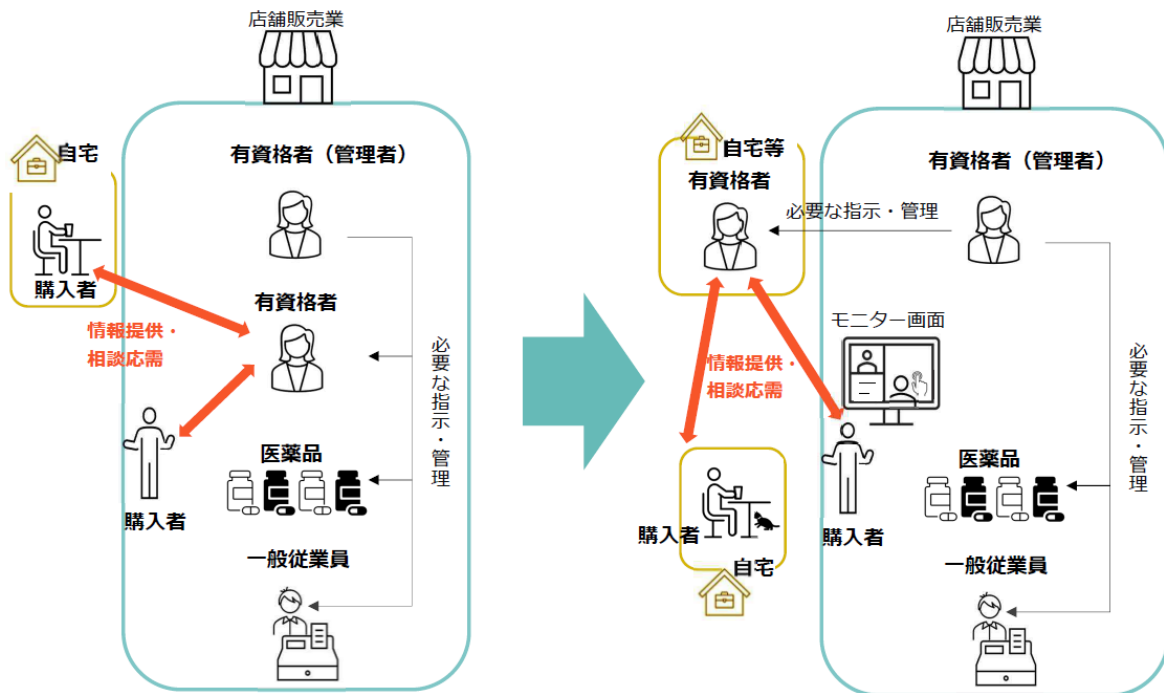 店舗販売業
自宅
有資格者（管理者）
購入者
有資格者
情報提供・
相談応需
必要な指示・管理
医薬品
購入者
一般従業員
店舗販売業
自宅等
有資格者
有資格者（管理者）
必要な指示・管理
モニター画面
情報提供・
相談応需
必要な指示・管理
医薬品
購入者
購入者
自宅
一般従業員